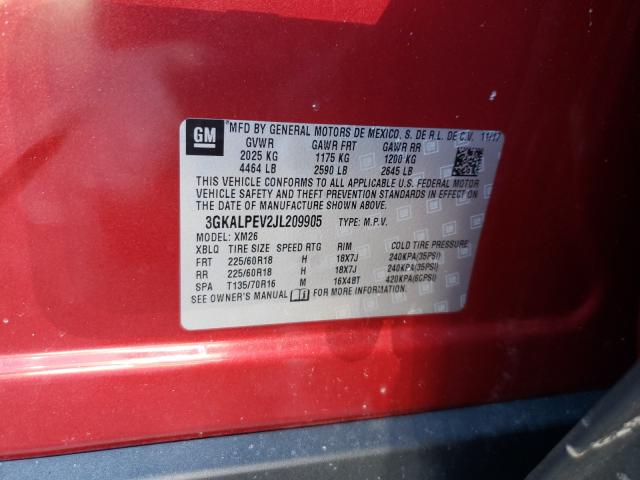 GM
MFD BY GENERAL MOTORS DE MEXICO, S. DE R.L. DE C.V. 11/17
GVWR GAWR FRT GAWR RR
2025 KG 1175 KG 1200 KG
4464 LB 2590 LB 2645 LB
THIS VEHICLE CONFORMS TO ALL APPLICABLE U.S. FEDERAL MOTOR
VEHICLE SAFETY AND THEFT PREVENTION STANDARDS IN EFFECT ON
THE DATE OF MANUFACTURE SHOWN ABOVE.
3GKALPEV2JL209905 TYPE: M.P.V.
MODEL: XM26
XBLQ TIRE SIZE SPEED RTG RIM COLD TIRE PRESSURE
FRT 225/60R18 H 18X7J 240KPA(35PSI)
RR 225/60R18 H 18X7J 240KPA(35PSI)
SPA T135/70R16 M 16X4BT 420KPA(60PSI)
SEE OWNER'S MANUAL FOR MORE INFORMATION.